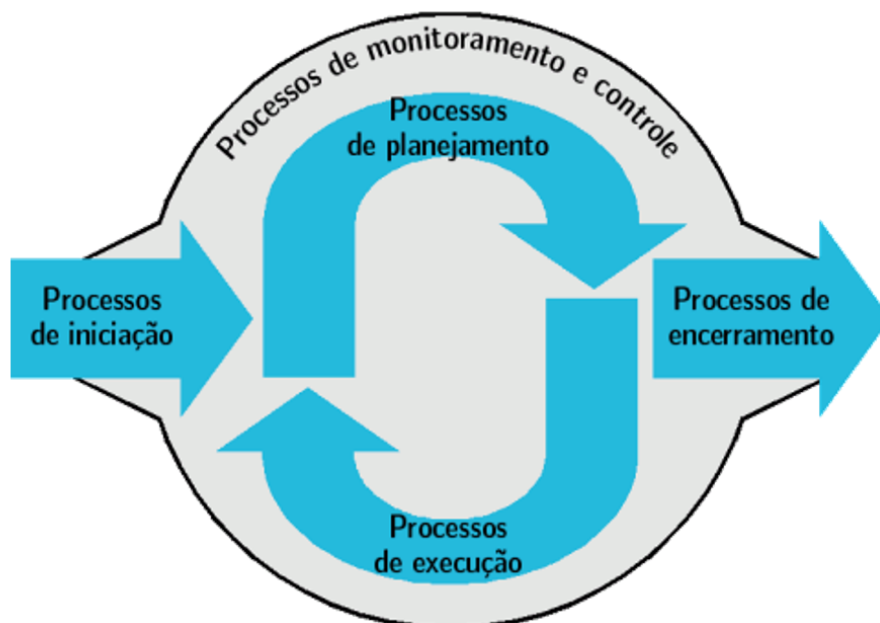 Processos de monitoramento e controle
Processos
de planejamento
Processos
de iniciação
Processos de
encerramento
Processos
de execução